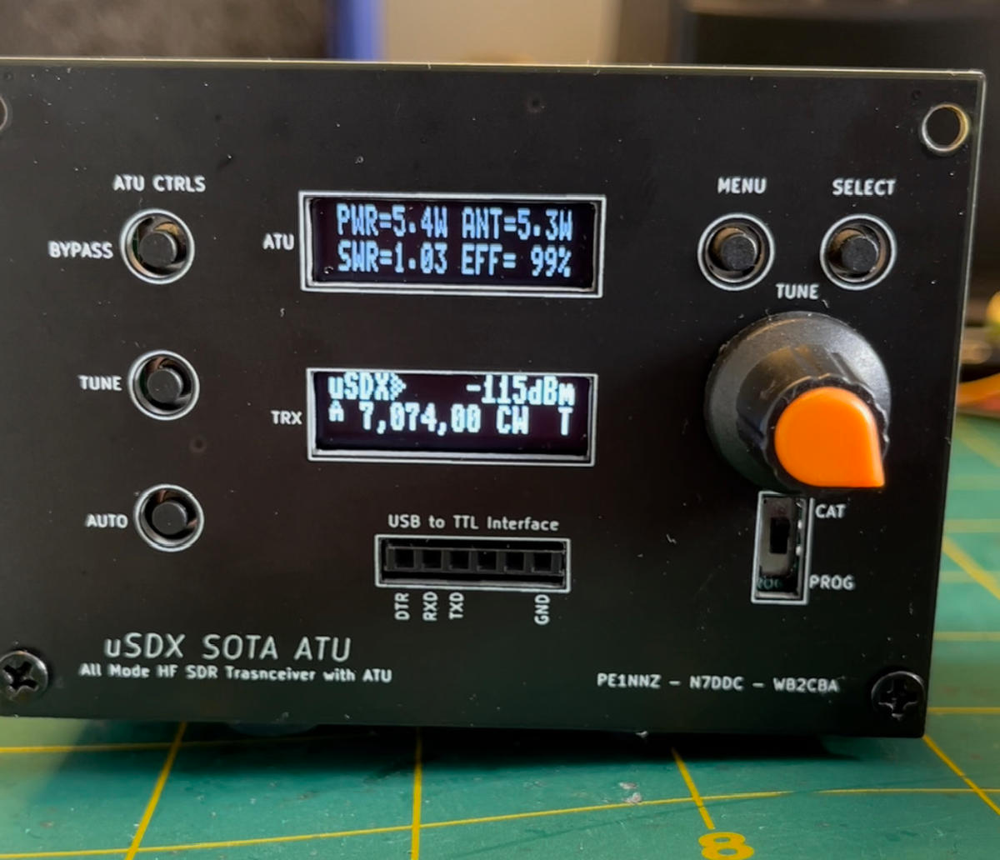 ATU CTRLS
BYPASS
TUNE
AUTO
ATU
PWR=5.4W ANT=5.3W
SWR=1.03 EFF= 99%
TRX
uSDX -115dBm
7,074,00 CW T
MENU
SELECT
TUNE
CAT
PROG
USB to TTL Interface
DTR
RXD
TXD
GND
uSDX SOTA ATU
All Mode HF SDR Trasnceiver with ATU
PE1NNZ - N7DDC - WB2CBA
8